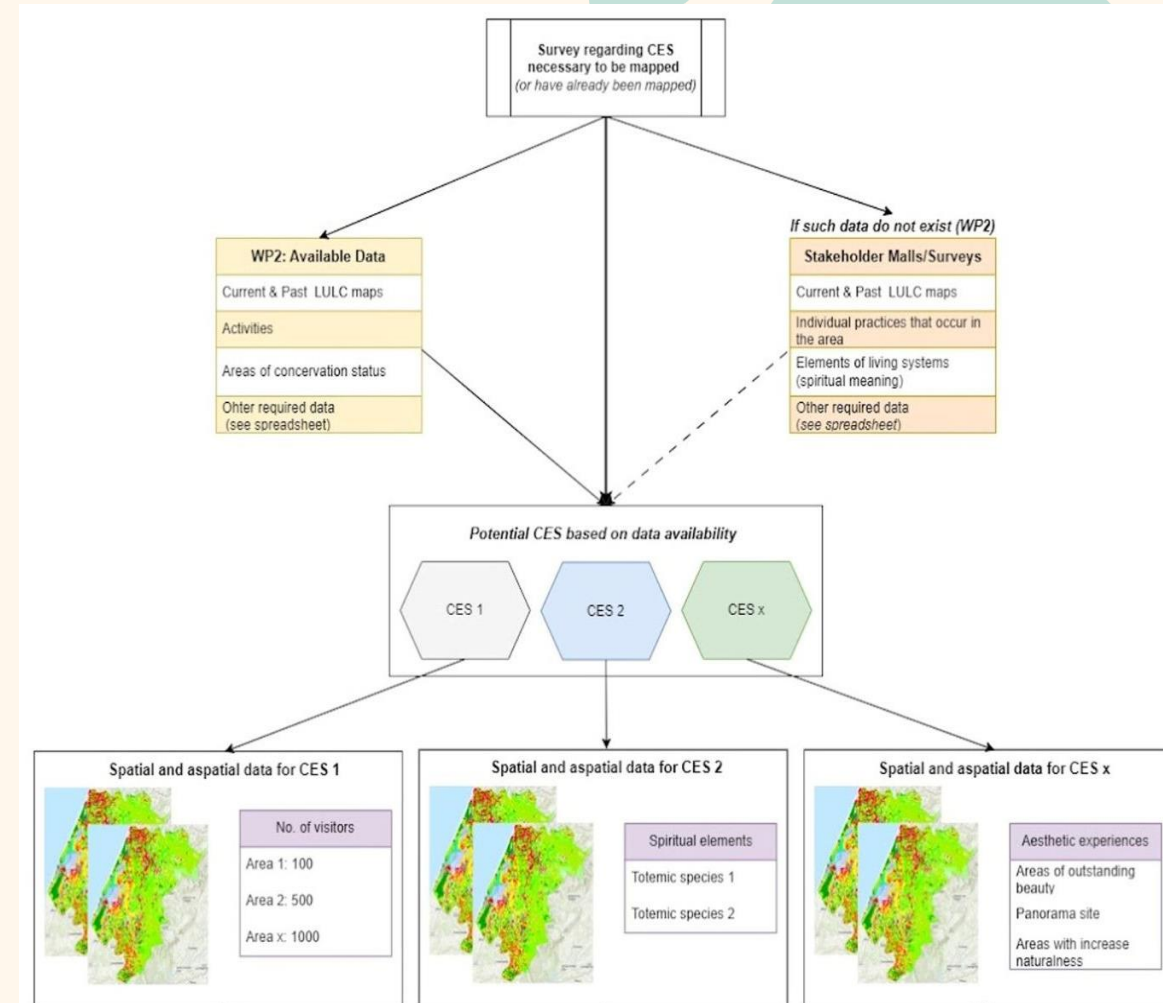 Survey regarding CES
necessary to be mapped
(or have already been mapped)
If such data do not exist (WP2)
WP2: Available Data
Current & Past LULC maps
Activities
Areas of concervation status
Ohter required data
(see spreadsheet)
Stakeholder Malls/Surveys
Current & Past LULC maps
Individual practices that occur in
the area
Elements of living systems
(spiritual meaning)
Other required data
(see spreadsheet)
Potential CES based on data availability
CES 1
CES 2
CES x
Spatial and aspatial data for CES 1
No. of visitors
Area 1: 100
Area 2: 500
Area x: 1000
Spatial and aspatial data for CES 2
Spiritual elements
Totemic species 1
Totemic species 2
Spatial and aspatial data for CES x
Aesthetic experiences
Areas of outstanding
beauty
Panorama site
Areas with increase
naturalness